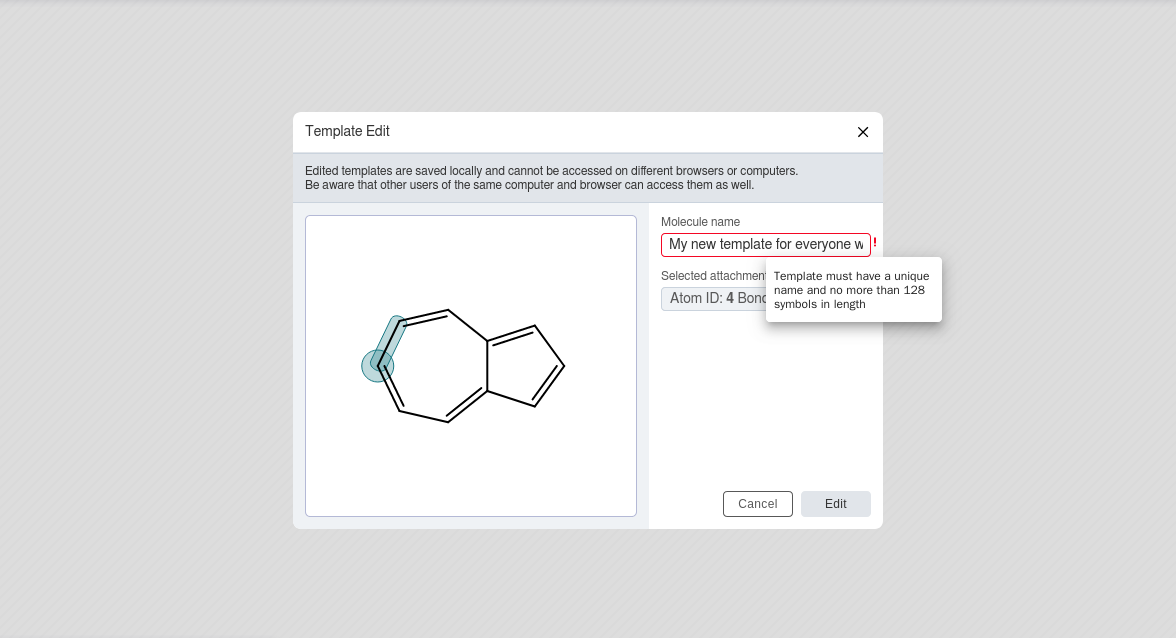 Template Edit
Edited templates are saved locally and cannot be accessed on different browsers or computers.
Be aware that other users of the same computer and browser can access them as well.
Molecule name
My new template for everyone w
!
Selected attachment
Template must have a unique
name and no more than 128
symbols in length
Atom ID: 4 Bond
Cancel
Edit